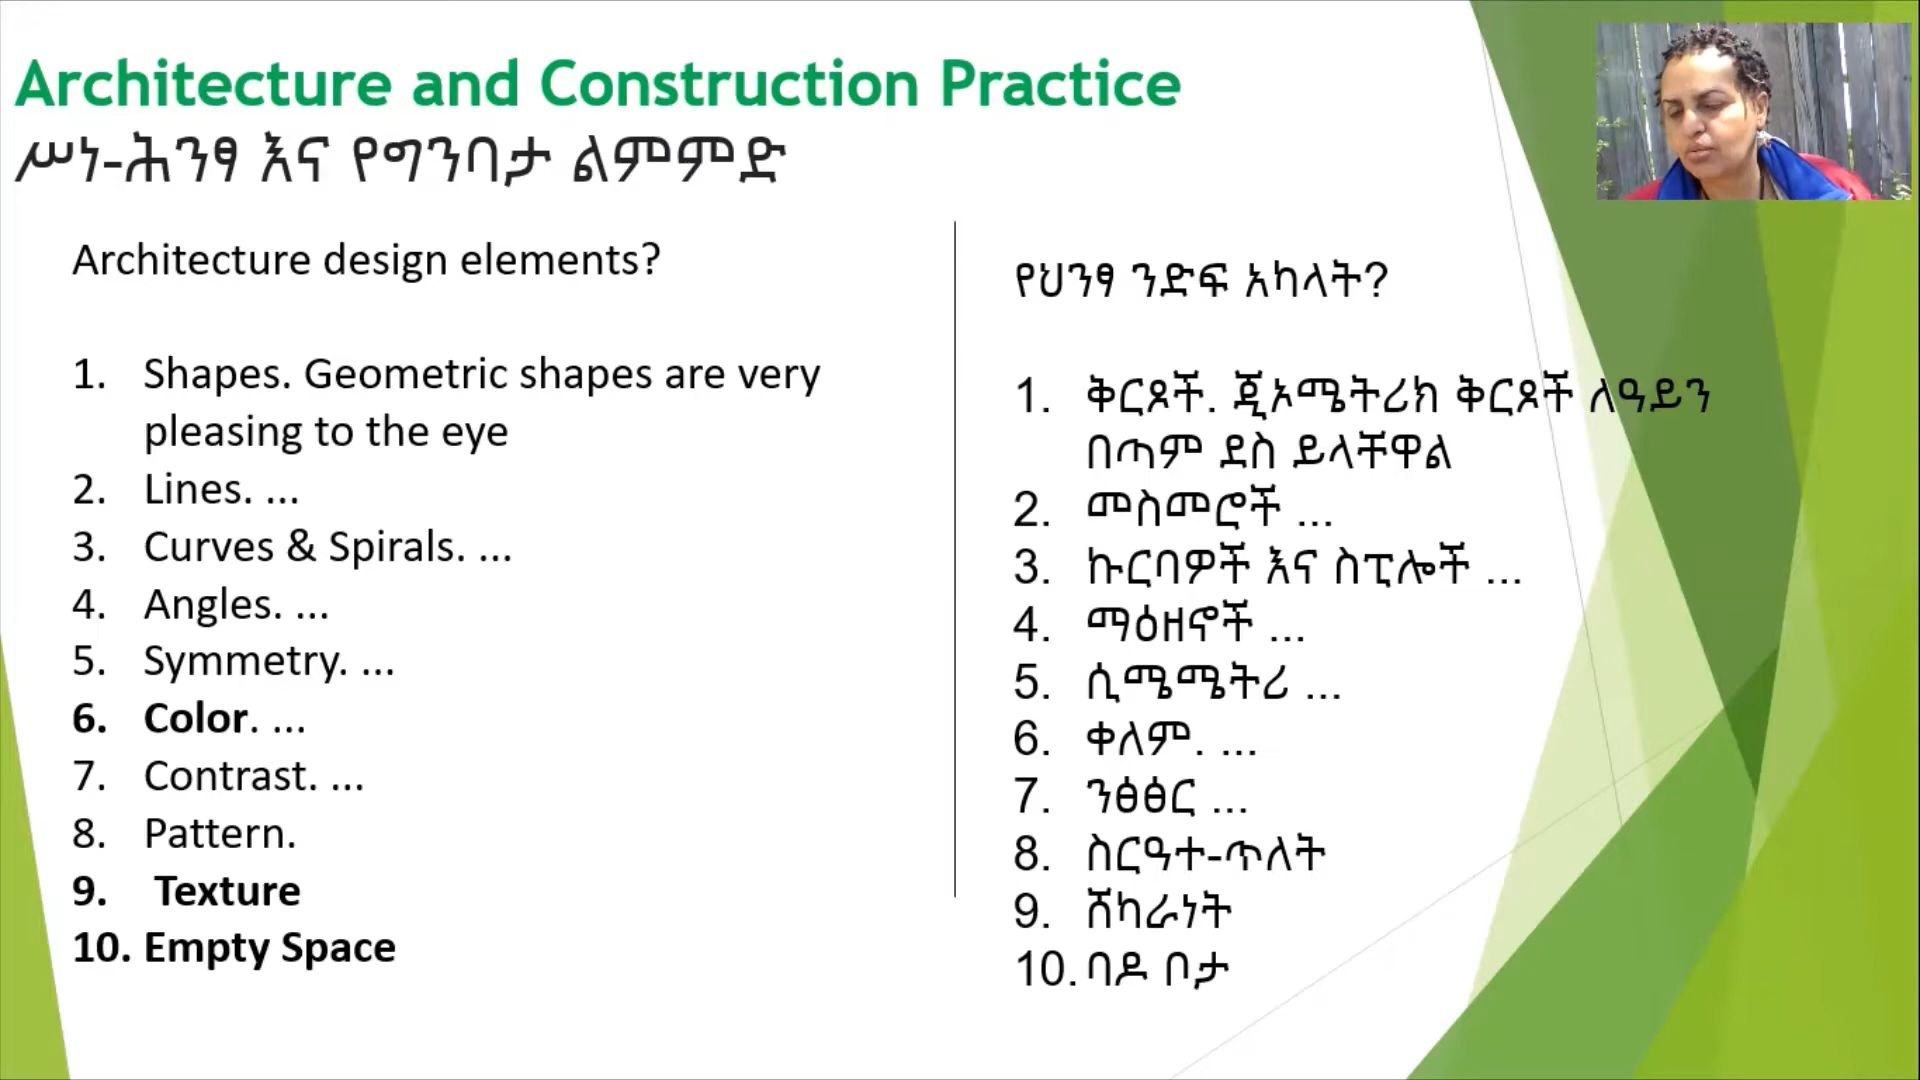 Architecture and Construction Practice
ሥነ-ሕንፃ እና የግንባታ ልምምድ
Architecture design elements?
1. Shapes. Geometric shapes are very
pleasing to the eye
2. Lines. ...
3. Curves & Spirals. ...
4. Angles. ...
5. Symmetry. ...
6. Color. ...
7. Contrast. ...
8. Pattern.
9. Texture
10. Empty Space
የህንፃ ንድፍ አካላት?
1. ቅርጾች. ጂኦሜትሪክ ቅርጾች ለዓይን
በጣም ደስ ይላቸዋል
2. መስመሮች ...
3. ኩርባዎች እና ስፒሎች ...
4. ማዕዘኖች ...
5. ሲሜሜትሪ ...
6. ቀለም. ...
7. ንፅፅር ...
8. ስርዓተ-ጥለት
9. ሸካራነት
10. ባዶ ቦታ